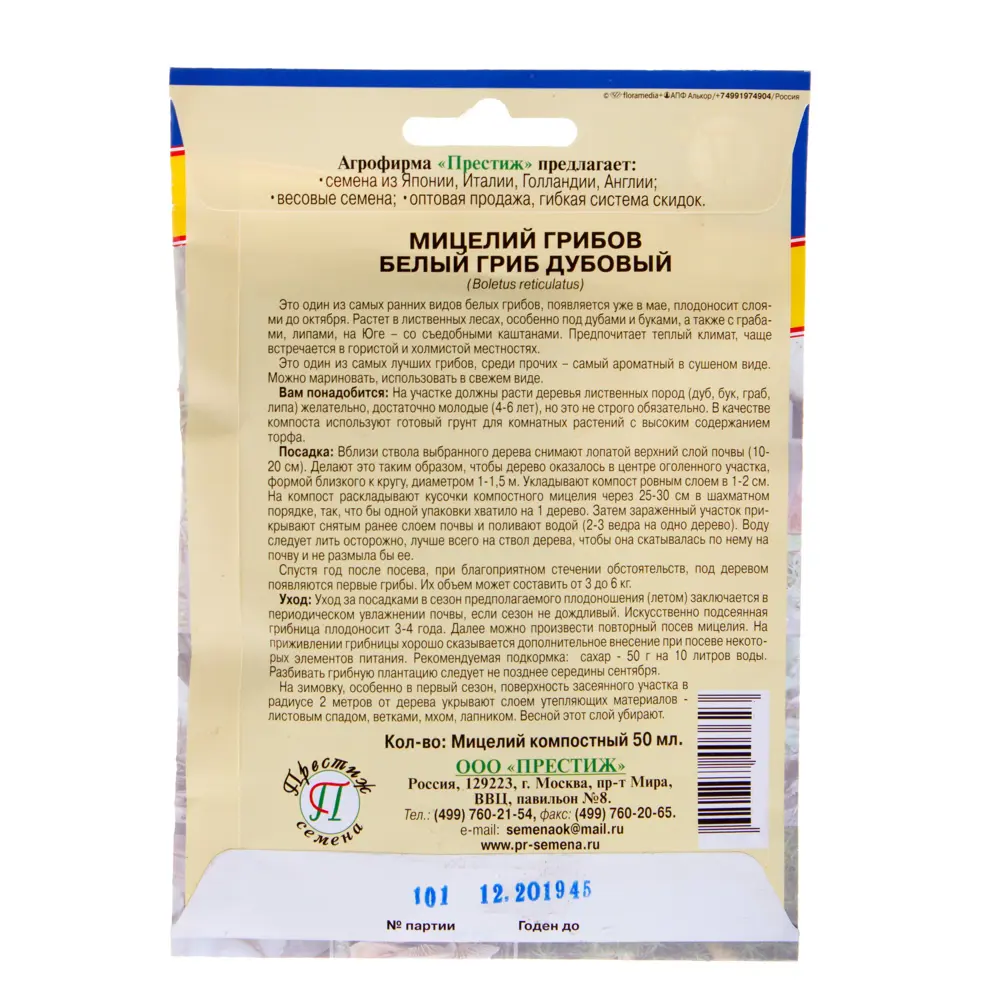 © floramedia + АПФ Алькор/+74991974904/Россия
Агрофирма «Престиж» предлагает:
•семена из Японии, Италии, Голландии, Англии;
•весовые семена; •оптовая продажа, гибкая система скидок.
МИЦЕЛИЙ ГРИБОВ
БЕЛЫЙ ГРИБ ДУБОВЫЙ
(Boletus reticulatus)
Это один из самых ранних видов белых грибов, появляется уже в мае, плодоносит слоя-
ми до октября. Растет в лиственных лесах, особенно под дубами и буками, а также с граба-
ми, липами, на Юге – со съедобными каштанами. Предпочитает теплый климат, чаще
встречается в гористой и холмистой местностях.
Это один из самых лучших грибов, среди прочих – самый ароматный в сушеном виде.
Можно мариновать, использовать в свежем виде.
Вам понадобится: На участке должны расти деревья лиственных пород (дуб, бук, граб,
липа) желательно, достаточно молодые (4-6 лет), но это не строго обязательно. В качестве
компоста используют готовый грунт для комнатных растений с высоким содержанием
торфа.
Посадка: Вблизи ствола выбранного дерева снимают лопатой верхний слой почвы (10-
20 см). Делают это таким образом, чтобы дерево оказалось в центре оголенного участка,
формой близкого к кругу, диаметром 1-1,5 м. Укладывают компост ровным слоем в 1-2 см.
На компост раскладывают кусочки компостного мицелия через 25-30 см в шахматном
порядке, так, что бы одной упаковки хватило на 1 дерево. Затем зараженный участок при-
крывают снятым ранее слоем почвы и поливают водой (2-3 ведра на одно дерево). Воду
следует лить осторожно, лучше всего на ствол дерева, чтобы она скатывалась по нему на
почву и не размыла бы ее.
Спустя год после посева, при благоприятном стечении обстоятельств, под деревом
появляются первые грибы. Их объем может составить от 3 до 6 кг.
Уход: Уход за посадками в сезон предполагаемого плодоношения (летом) заключается в
периодическом увлажнении почвы, если сезон не дождливый. Искусственно подсеянная
грибница плодоносит 3-4 года. Далее можно произвести повторный посев мицелия. На
приживлении грибницы хорошо сказывается дополнительное внесение при посеве некото-
рых элементов питания. Рекомендуемая подкормка: сахар - 50 г на 10 литров воды.
Разбивать грибную плантацию следует не позднее середины сентября.
На зимовку, особенно в первый сезон, поверхность засеянного участка в
радиусе 2 метров от дерева укрывают слоем утепляющих материалов -
листовым спадом, ветками, мхом, лапником. Весной этот слой убирают.
Кол-во: Мицелий компостный 50 мл.
ООО «ПРЕСТИЖ»
Россия, 129223, г. Москва, пр-т Мира,
ВВЦ, павильон №8.
Тел.: (499) 760-21-54, факс: (499) 760-20-65.
e-mail: semenaok@mail.ru
www.pr-semena.ru
Престиж
П
семена
101 12.201945
№ партии Годен до